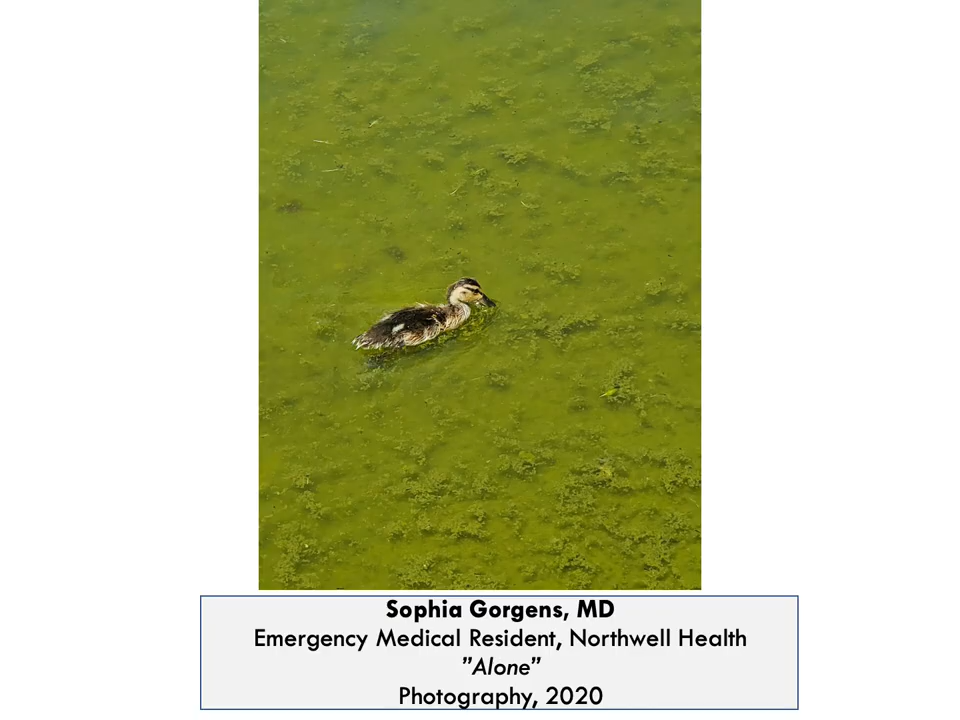 Sophia Gorgens, MD
Emergency Medical Resident, Northwell Health
”Alone”
Photography, 2020